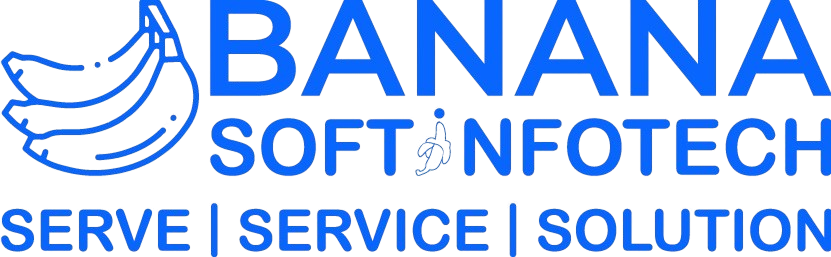 BANANA
SOFT iNFOTECH
SERVE | SERVICE | SOLUTION